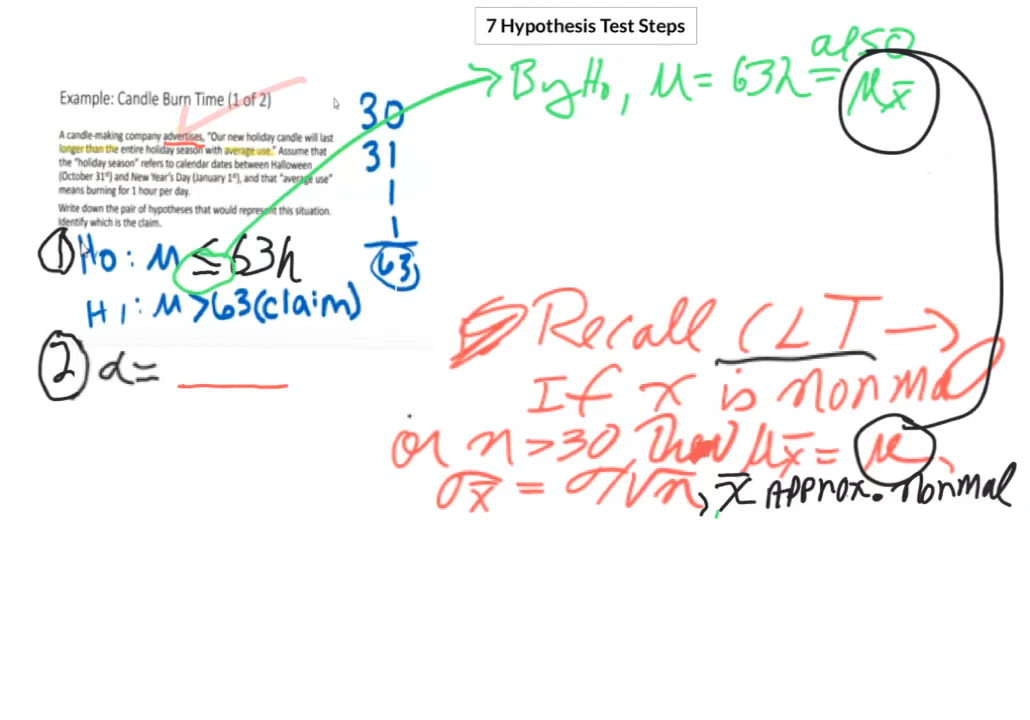 7 Hypothesis Test Steps
Example: Candle Burn Time (1 of 2)
A candle-making company advertises, "Our new holiday candle will last
longer than the entire holiday season with average use." Assume that
the "holiday season" refers to calendar dates between Halloween
(October 31st) and New Year's Day (January 1st), and that "average use"
means burning for 1 hour per day.
Write down the pair of hypotheses that would represent this situation.
Identify which is the claim.
30
31
1
1
63
→ By H₀, μ = 63h = also μx̄
① H₀ : μ ≤ 63h
H₁ : μ > 63 (claim)
② α = ____
Recall CLT →
If x is normal
or n > 30 then μx̄ = μ,
σx̄ = σ/√n, x̄ Approx. normal